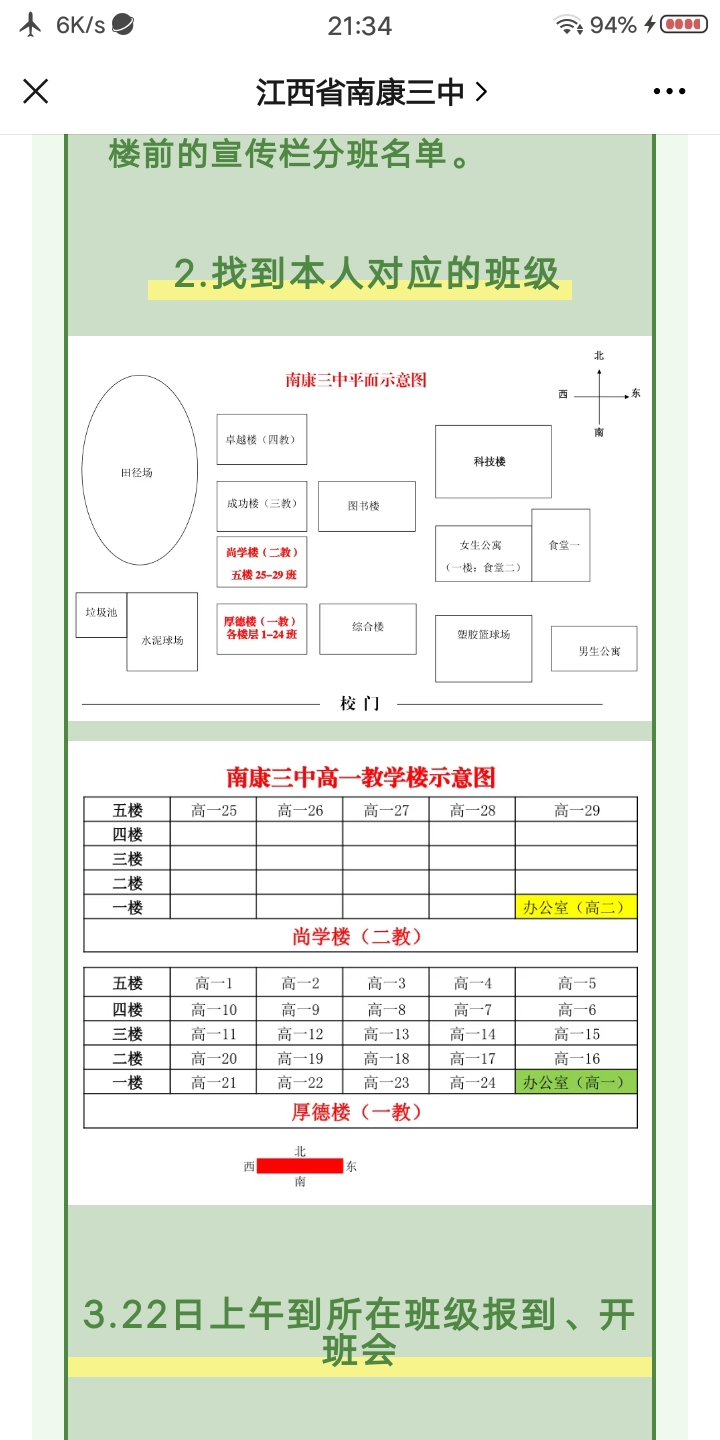 6K/s
21:34
94%
江西省南康三中
楼前的宣传栏分班名单。
2.找到本人对应的班级
南康三中平面示意图
北
西 东
南
田径场
卓越楼（四教）
科技楼
成功楼（三教）
图书楼
尚学楼（二教）
五楼 25-29 班
女生公寓
（一楼：食堂二）
食堂一
垃圾池
水泥球场
厚德楼（一教）
各楼层1-24 班
综合楼
塑胶篮球场
男生公寓
校 门
南康三中高一教学楼示意图
五楼 高一25 高一26 高一27 高一28 高一29
四楼
三楼
二楼
一楼 办公室（高二）
尚学楼（二教）
五楼 高一1 高一2 高一3 高一4 高一5
四楼 高一10 高一9 高一8 高一7 高一6
三楼 高一11 高一12 高一13 高一14 高一15
二楼 高一20 高一19 高一18 高一17 高一16
一楼 高一21 高一22 高一23 高一24 办公室（高一）
厚德楼（一教）
北
西 东
南
3.22日上午到所在班级报到、开
班会